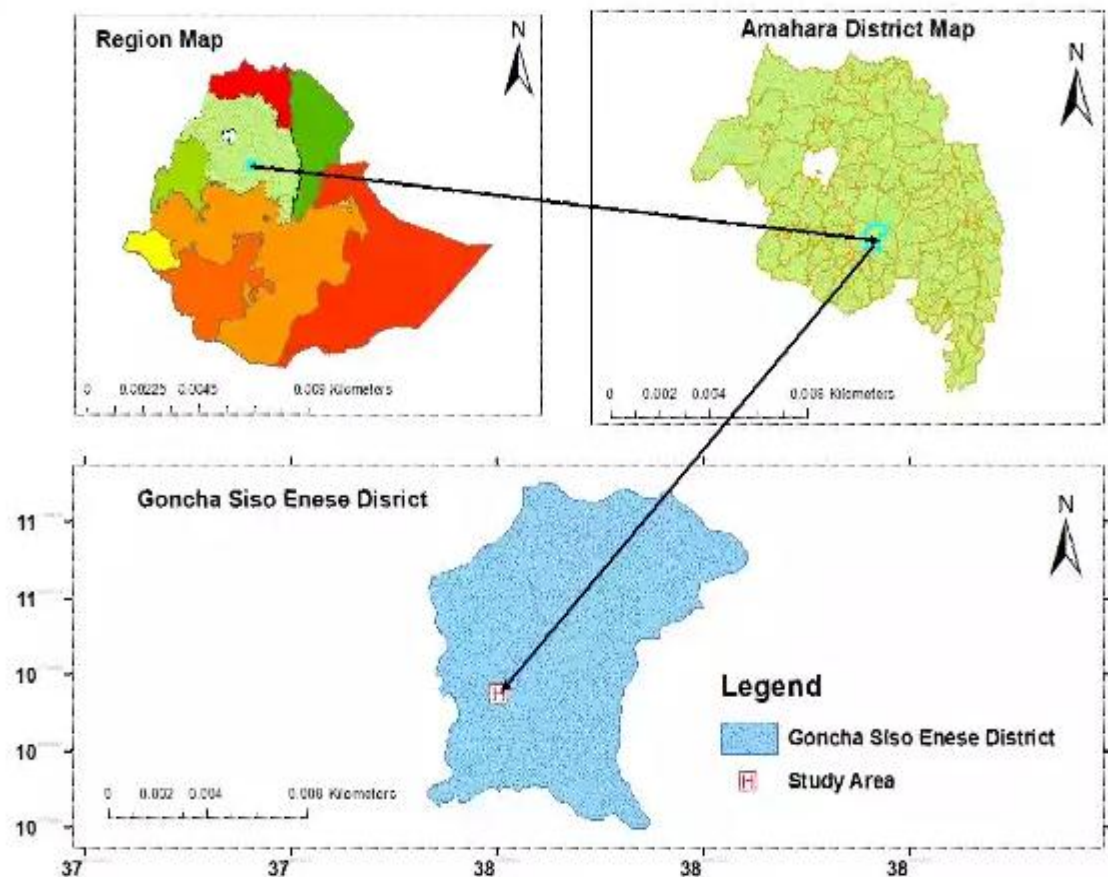 Region Map
N
0 0.00225 0.0045 0.009 Kilometers
Amahara District Map
N
0 0.002 0.004 0.008 Kilometers
Goncha Siso Enese Disrict
N
11
11
10
10
10
Legend
Goncha Siso Enese District
H Study Area
0 0.002 0.004 0.008 Kilometers
37 37 38 38 38